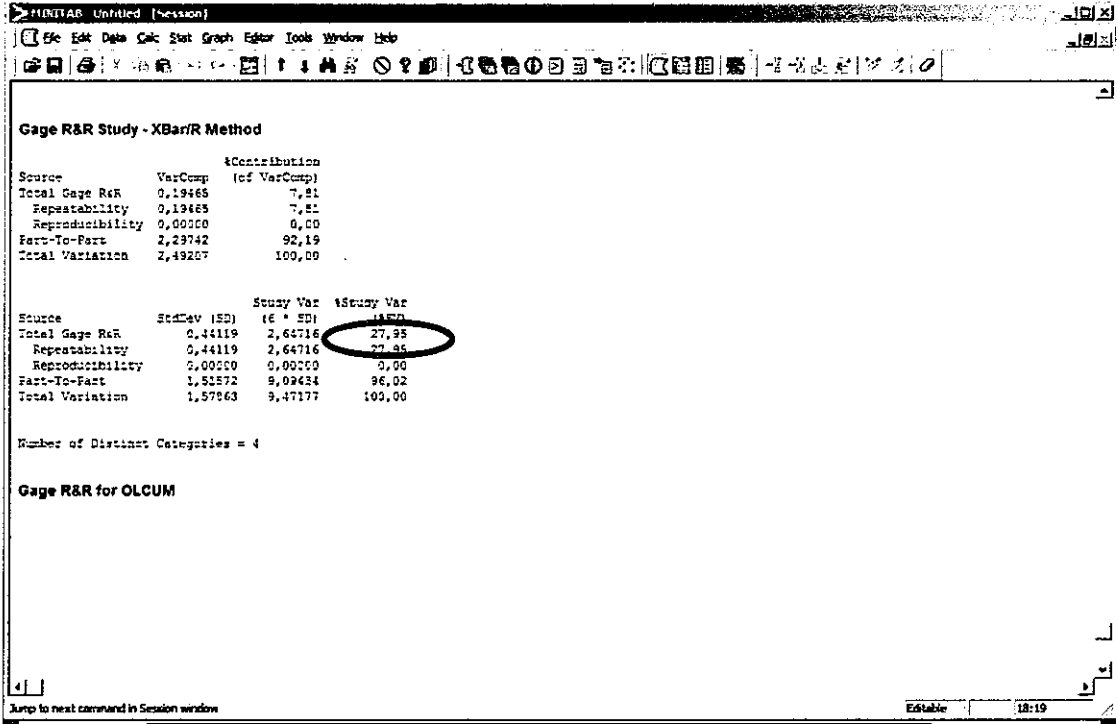 MINITAB Untitled [Session]
File Edit Data Calc Stat Graph Editor Tools Window Help
Gage R&R Study - XBar/R Method
%Contribution
Source VarComp (of VarComp)
Total Gage R&R 0,19465 7,81
Repeatability 0,19465 7,81
Reproducibility 0,00000 0,00
Part-To-Part 2,29742 92,19
Total Variation 2,49207 100,00
Study Var %Study Var
Source StdDev (SD) (6 * SD) (%SV)
Total Gage R&R 0,44119 2,64716 27,95
Repeatability 0,44119 2,64716 27,95
Reproducibility 0,00000 0,00000 0,00
Part-To-Part 1,51572 9,09434 96,02
Total Variation 1,57863 9,47177 100,00
Number of Distinct Categories = 4
Gage R&R for OLCUM
Jump to next command in Session window Editable 18:19